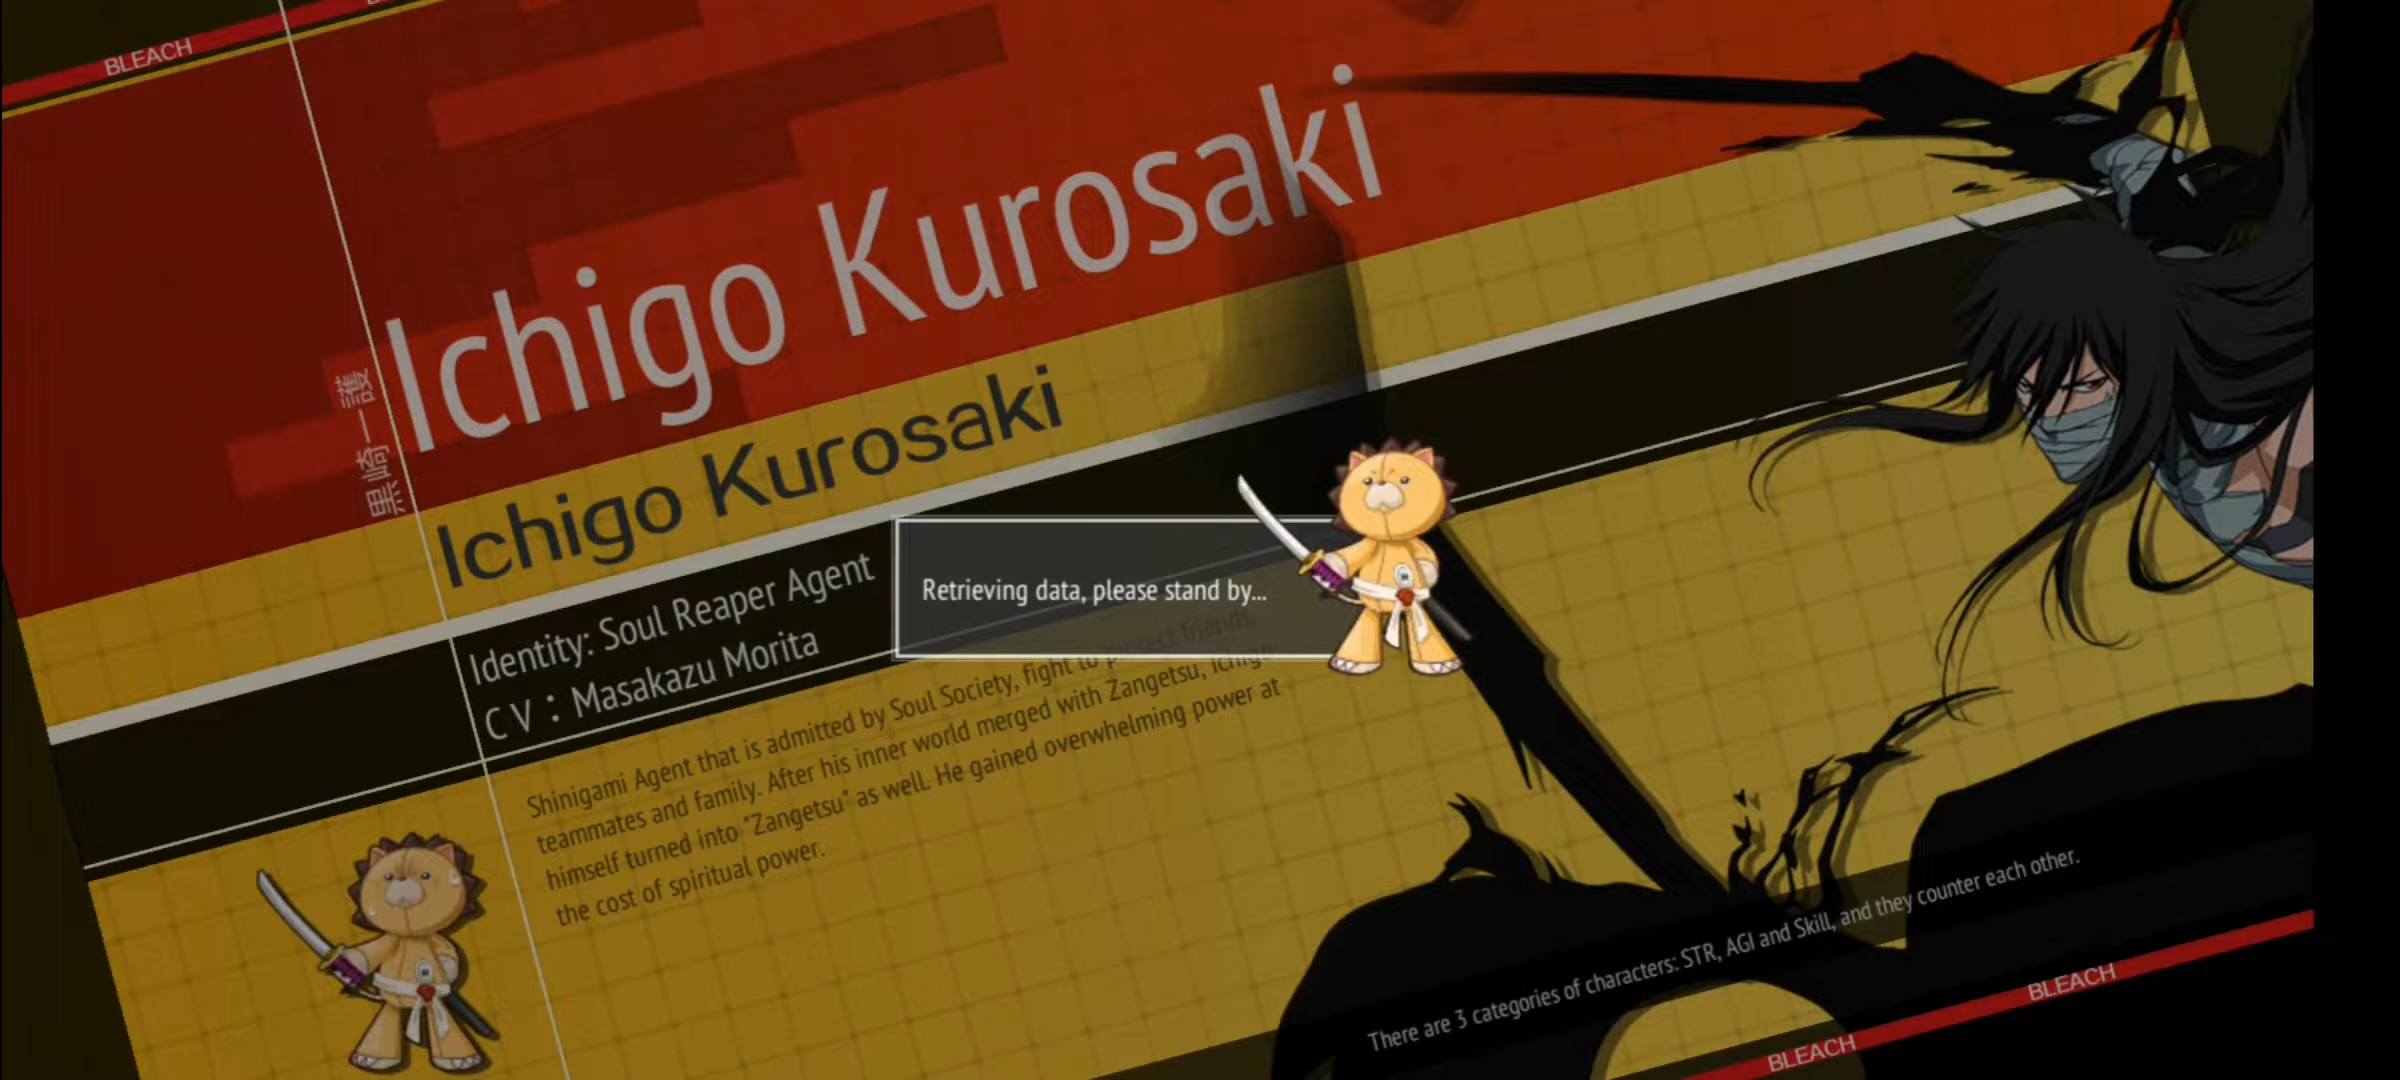 BLEACH
Ichigo Kurosaki
黒崎一護
Ichigo Kurosaki
Identity: Soul Reaper Agent
CV：Masakazu Morita
Retrieving data, please stand by...
Shinigami Agent that is admitted by Soul Society, fight to protect friends,
teammates and family. After his inner world merged with Zangetsu, Ichigo
himself turned into "Zangetsu" as well. He gained overwhelming power at
the cost of spiritual power.
There are 3 categories of characters: STR, AGI and Skill, and they counter each other.
BLEACH
BLEACH